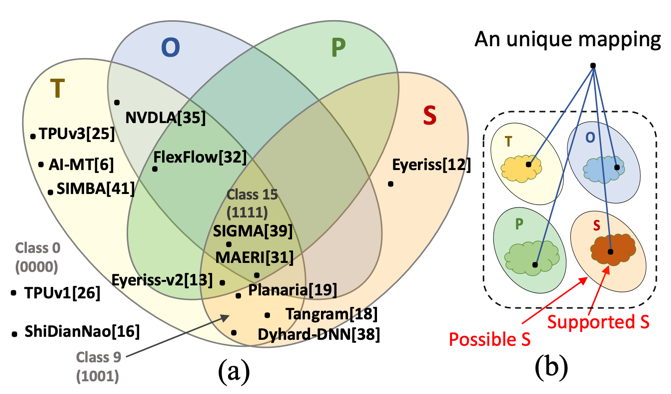 T
O
P
S
NVDLA[35]
TPUv3[25]
AI-MT[6]
SIMBA[41]
FlexFlow[32]
Eyeriss[12]
Class 15
(1111)
SIGMA[39]
MAERI[31]
Class 0
(0000)
TPUv1[26]
Eyeriss-v2[13]
Planaria[19]
Tangram[18]
ShiDianNao[16]
Dyhard-DNN[38]
Class 9
(1001)
(a)
An unique mapping
T
O
P
S
Possible S
Supported S
(b)